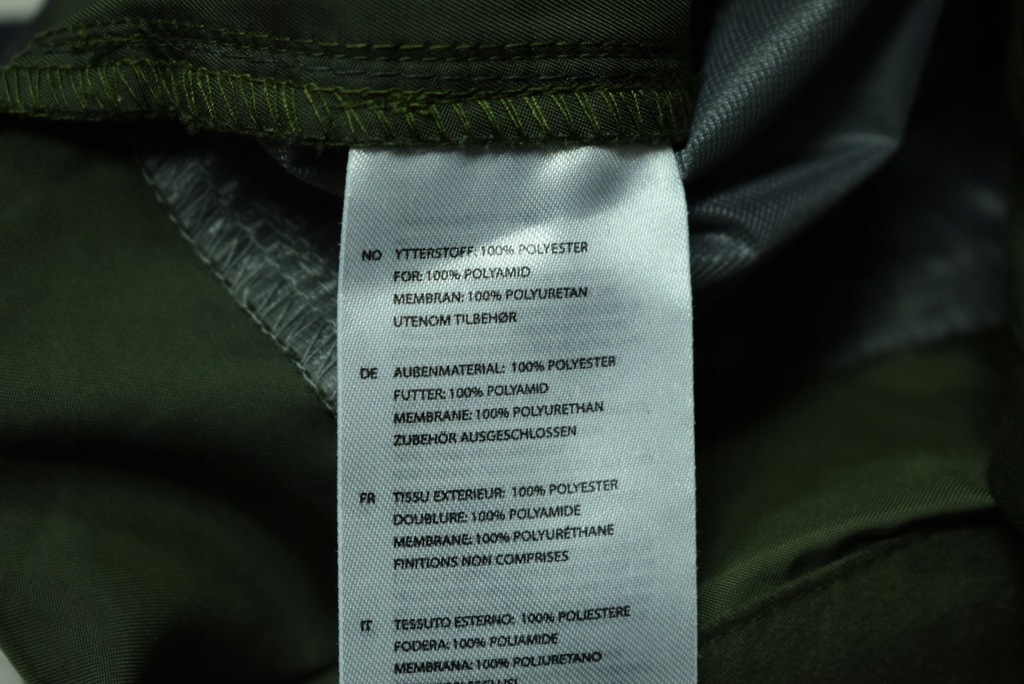 NO YTTERSTOFF: 100% POLYESTER
FOR: 100% POLYAMID
MEMBRAN: 100% POLYURETAN
UTENOM TILBEHØR
DE AUßENMATERIAL: 100% POLYESTER
FUTTER: 100% POLYAMID
MEMBRANE: 100% POLYURETHAN
ZUBEHÖR AUSGESCHLOSSEN
FR TISSU EXTERIEUR: 100% POLYESTER
DOUBLURE: 100% POLYAMIDE
MEMBRANE: 100% POLYURÉTHANE
FINITIONS NON COMPRISES
IT TESSUTO ESTERNO: 100% POLIESTERE
FODERA: 100% POLIAMIDE
MEMBRANA: 100% POLIURETANO